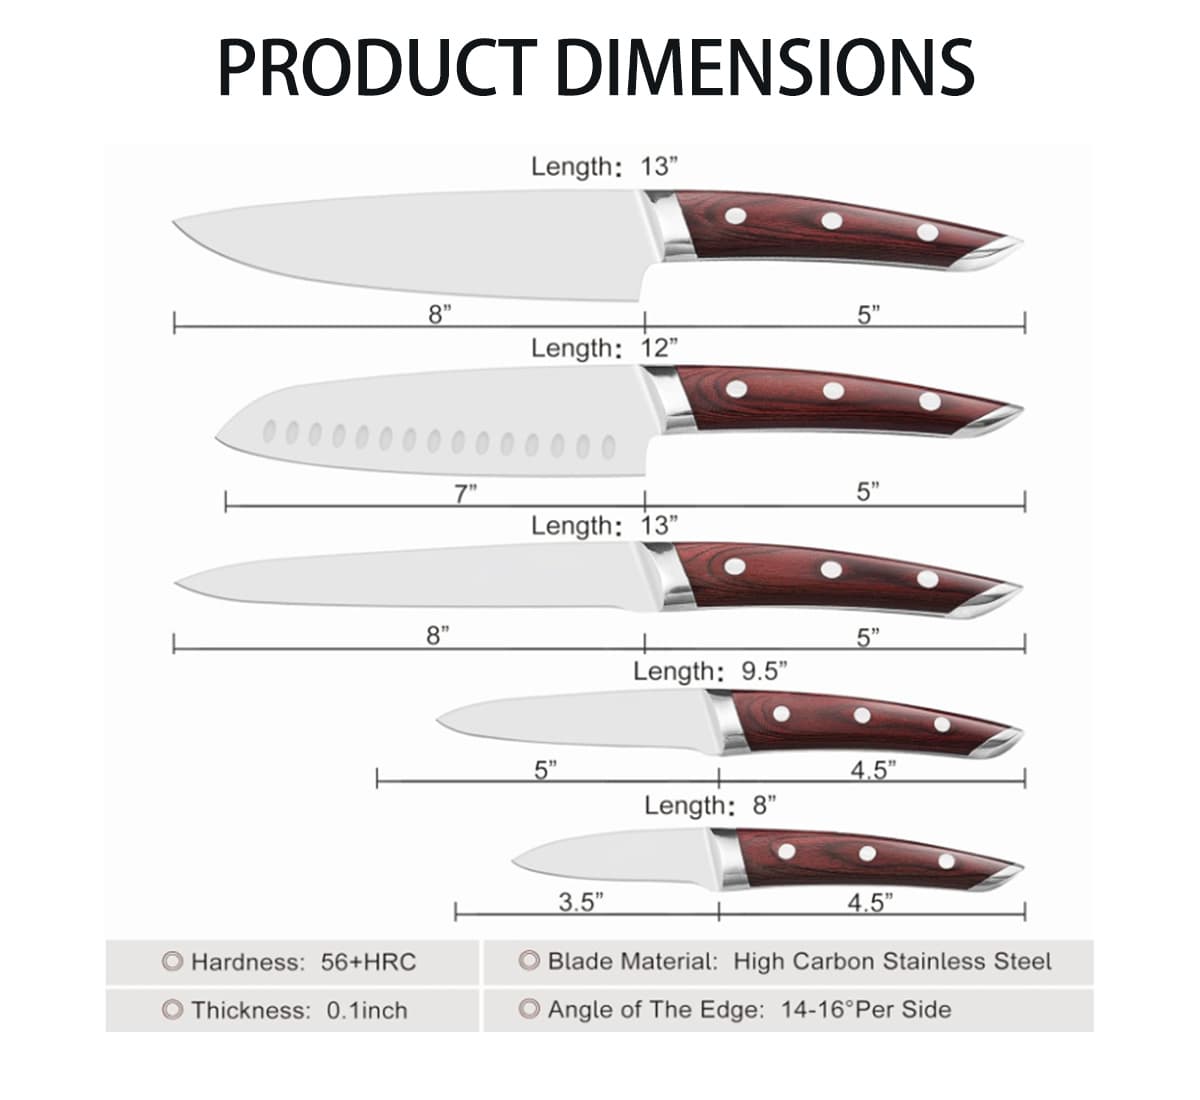 PRODUCT DIMENSIONS
Length: 13”
8” 5”
Length: 12”
7” 5”
Length: 13”
8” 5”
Length: 9.5”
5” 4.5”
Length: 8”
3.5” 4.5”
Hardness: 56+HRC
Blade Material: High Carbon Stainless Steel
Thickness: 0.1inch
Angle of The Edge: 14-16°Per Side